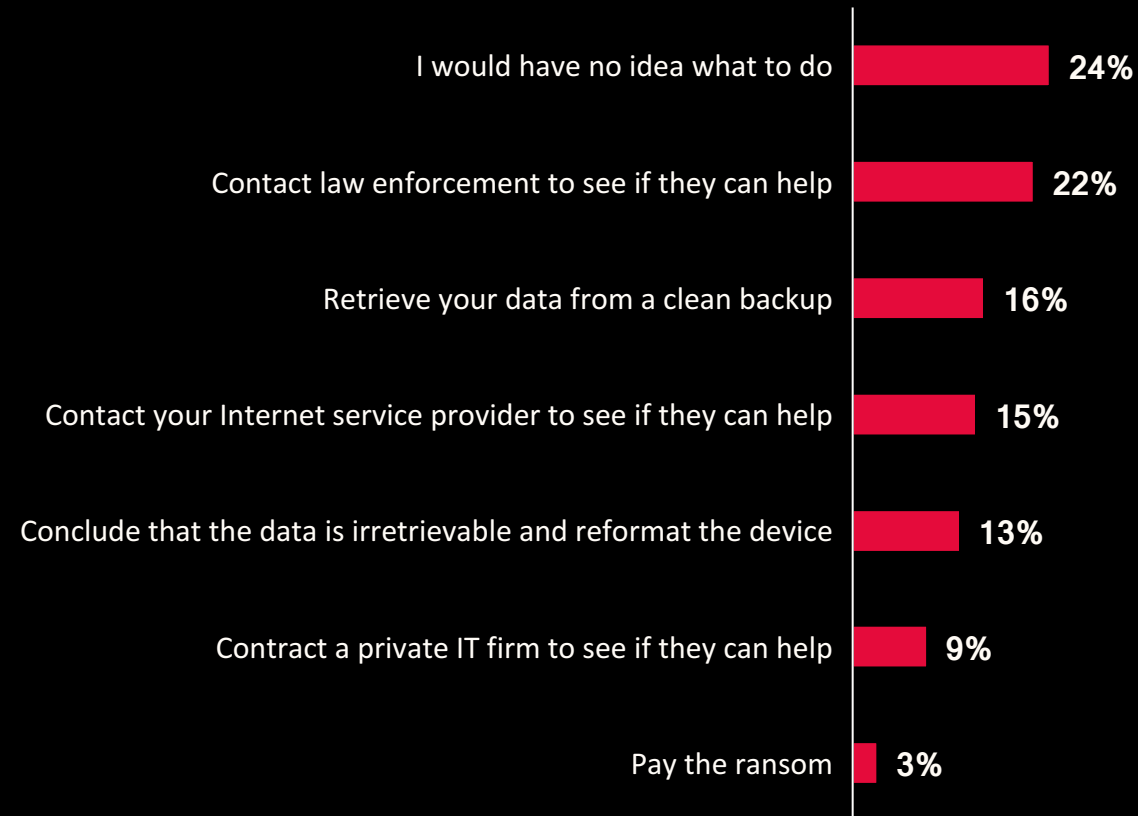 I would have no idea what to do 24%
Contact law enforcement to see if they can help 22%
Retrieve your data from a clean backup 16%
Contact your Internet service provider to see if they can help 15%
Conclude that the data is irretrievable and reformat the device 13%
Contract a private IT firm to see if they can help 9%
Pay the ransom 3%